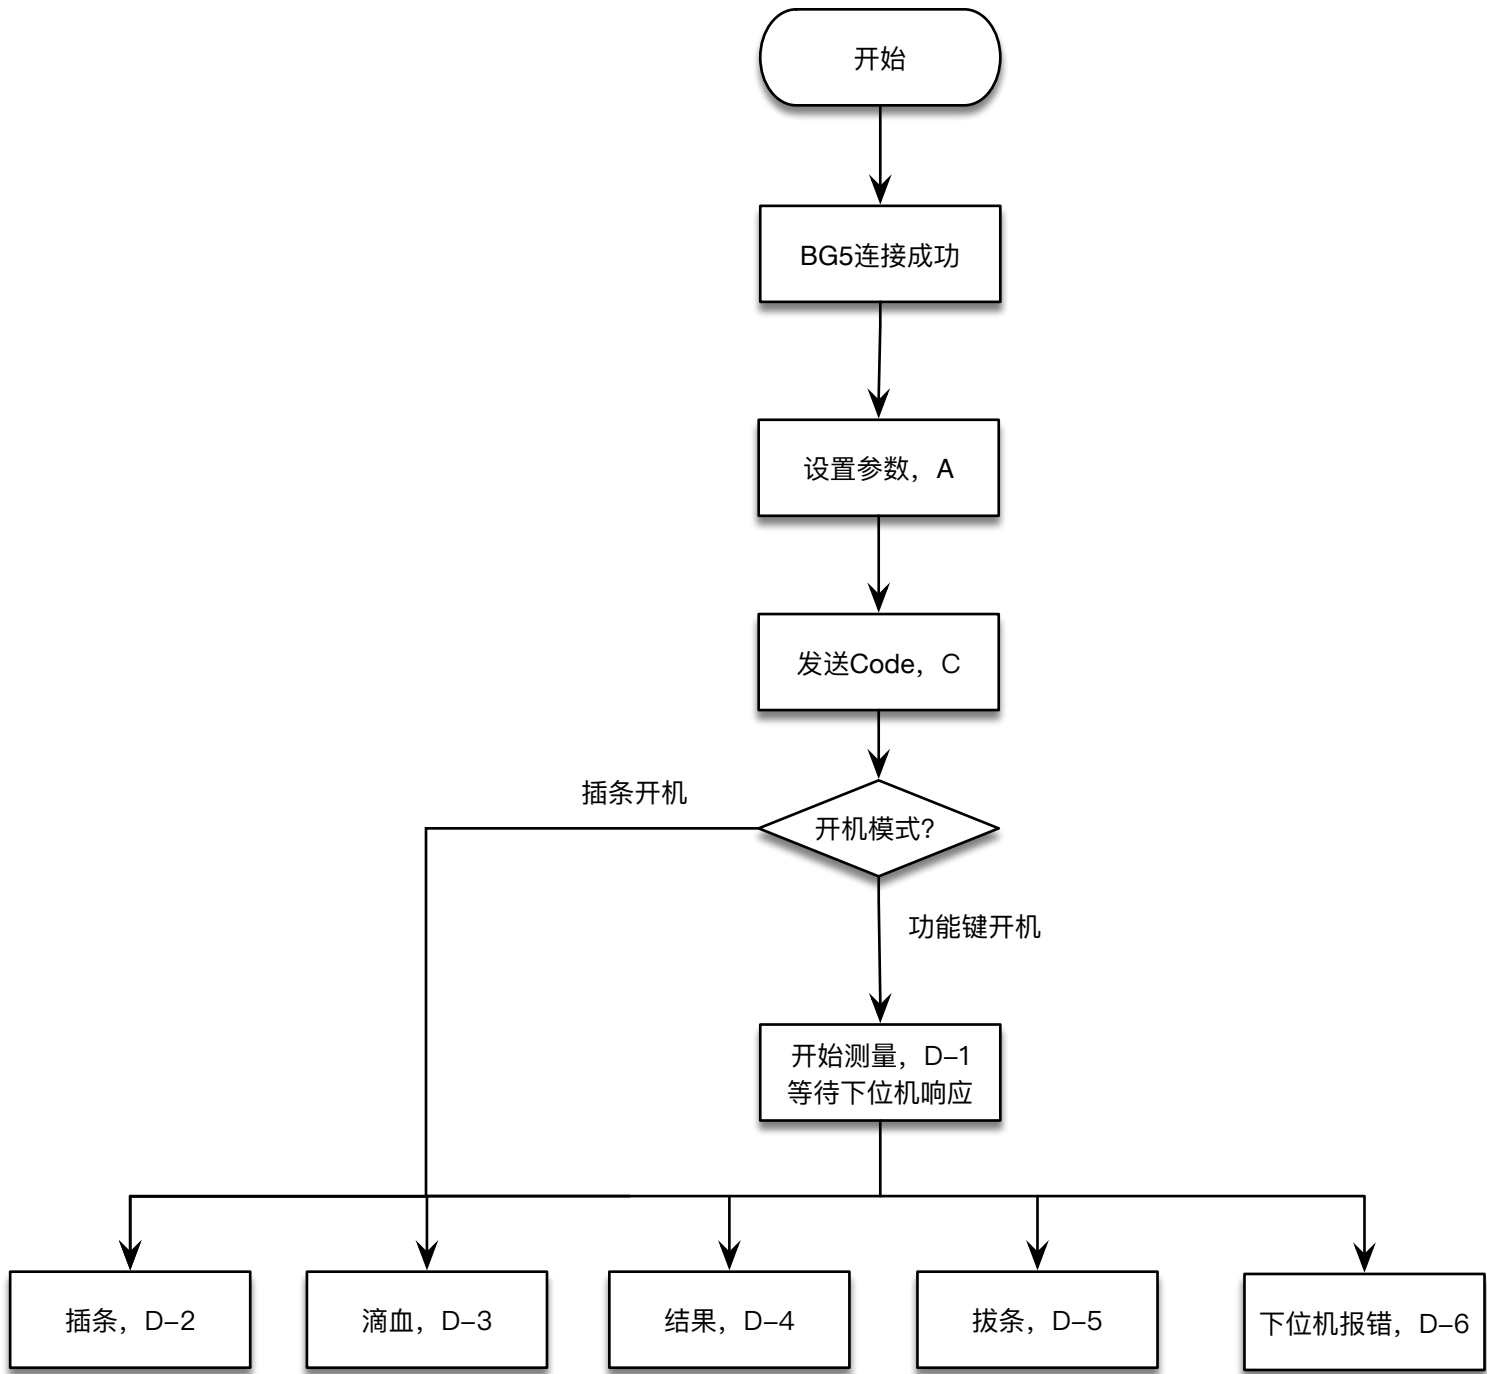 开始
BG5连接成功
设置参数，A
发送Code，C
插条开机
开机模式?
功能键开机
开始测量，D–1
等待下位机响应
插条，D–2
滴血，D–3
结果，D–4
拔条，D–5
下位机报错，D–6